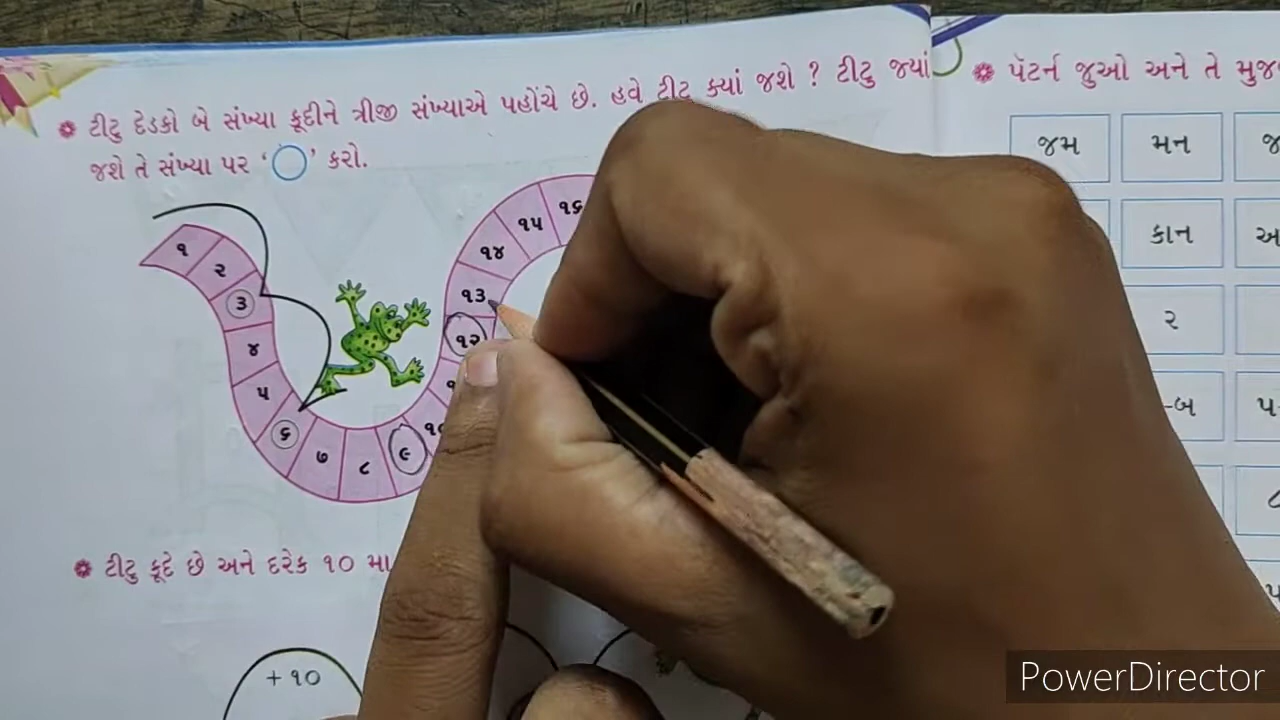 ટીટુ દેડકો બે સંખ્યા કૂદીને ત્રીજી સંખ્યાએ પહોંચે છે. હવે ટીટુ ક્યાં જશે ? ટીટુ જ્યાં
જશે તે સંખ્યા પર ‘○’ કરો.
૧
૨
૩
૪
૫
૬
૭
૮
૯
૧૨
૧૩
૧૪
૧૫
૧૬
ટીટુ કૂદે છે અને દરેક ૧૦ મા
+ ૧૦
પૅટર્ન જુઓ અને તે
જમ
મન
કાન
૨
PowerDirector